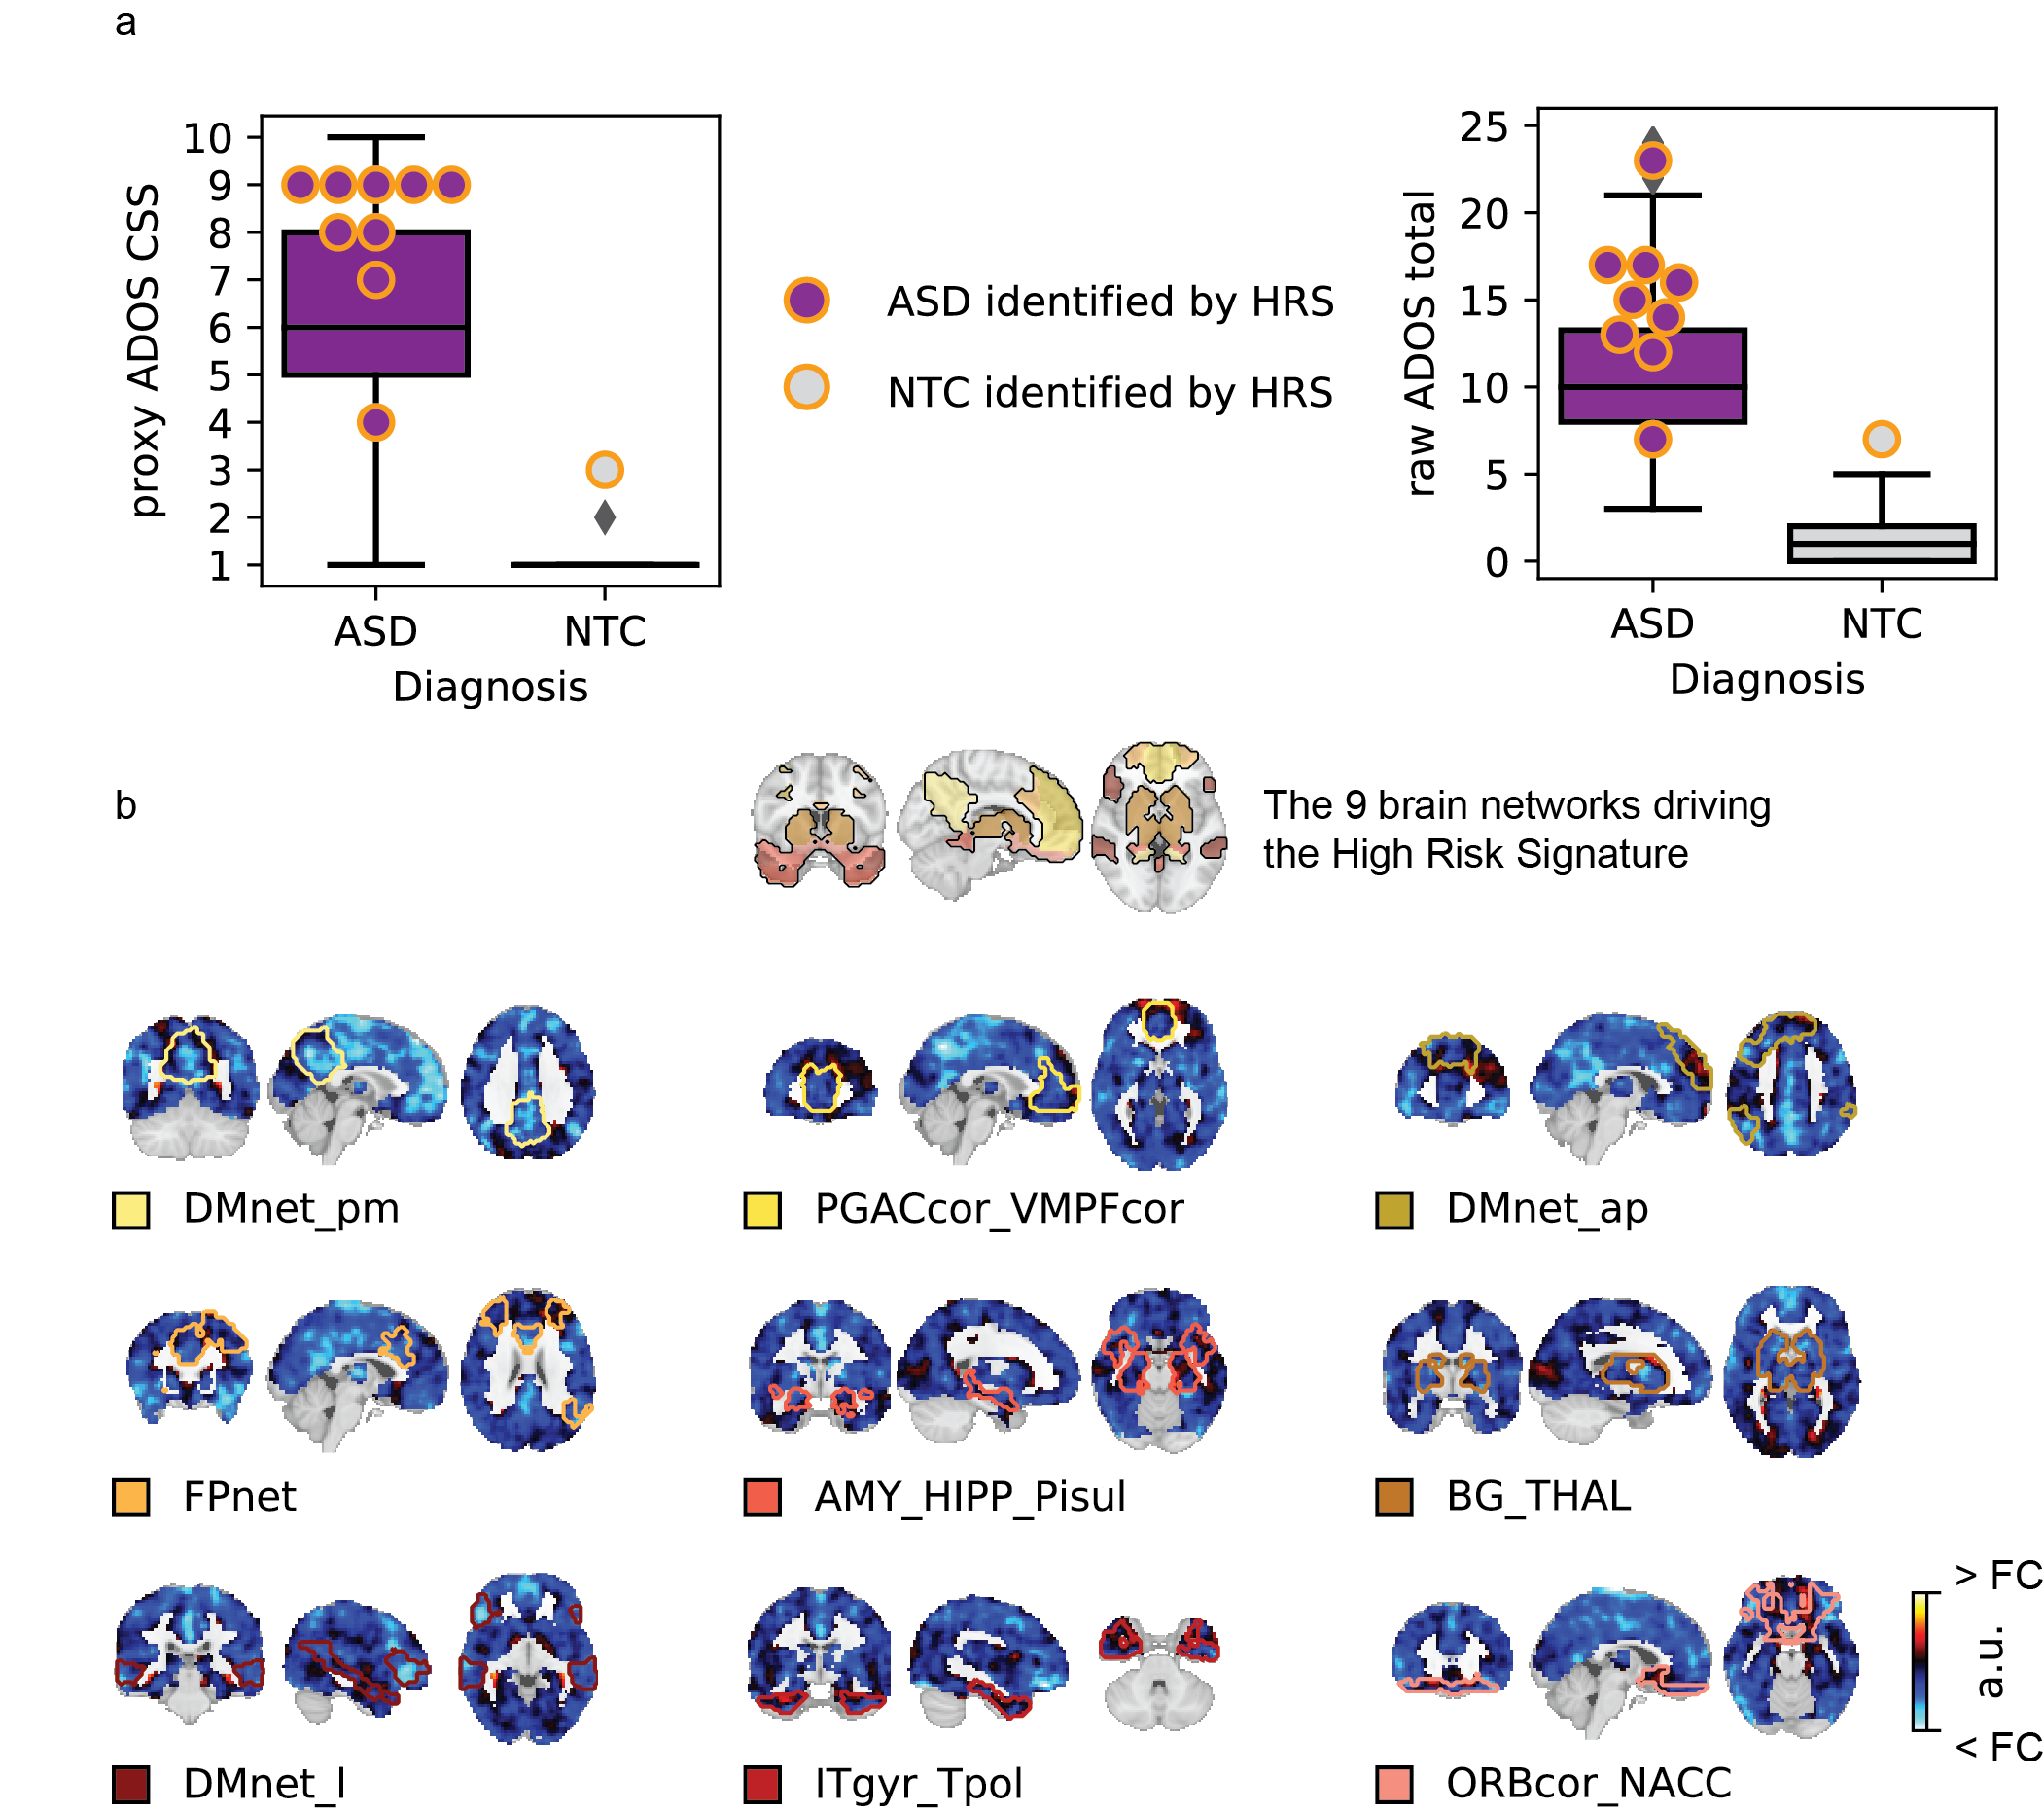 a
proxy ADOS CSS
10
9
8
7
6
5
4
3
2
1
ASD
NTC
Diagnosis
ASD identified by HRS
NTC identified by HRS
raw ADOS total
25
20
15
10
5
0
ASD
NTC
Diagnosis
b
The 9 brain networks driving
the High Risk Signature
DMnet_pm
PGACcor_VMPFcor
DMnet_ap
FPnet
AMY_HIPP_Pisul
BG_THAL
DMnet_l
ITgyr_Tpol
ORBcor_NACC
> FC
a.u.
< FC